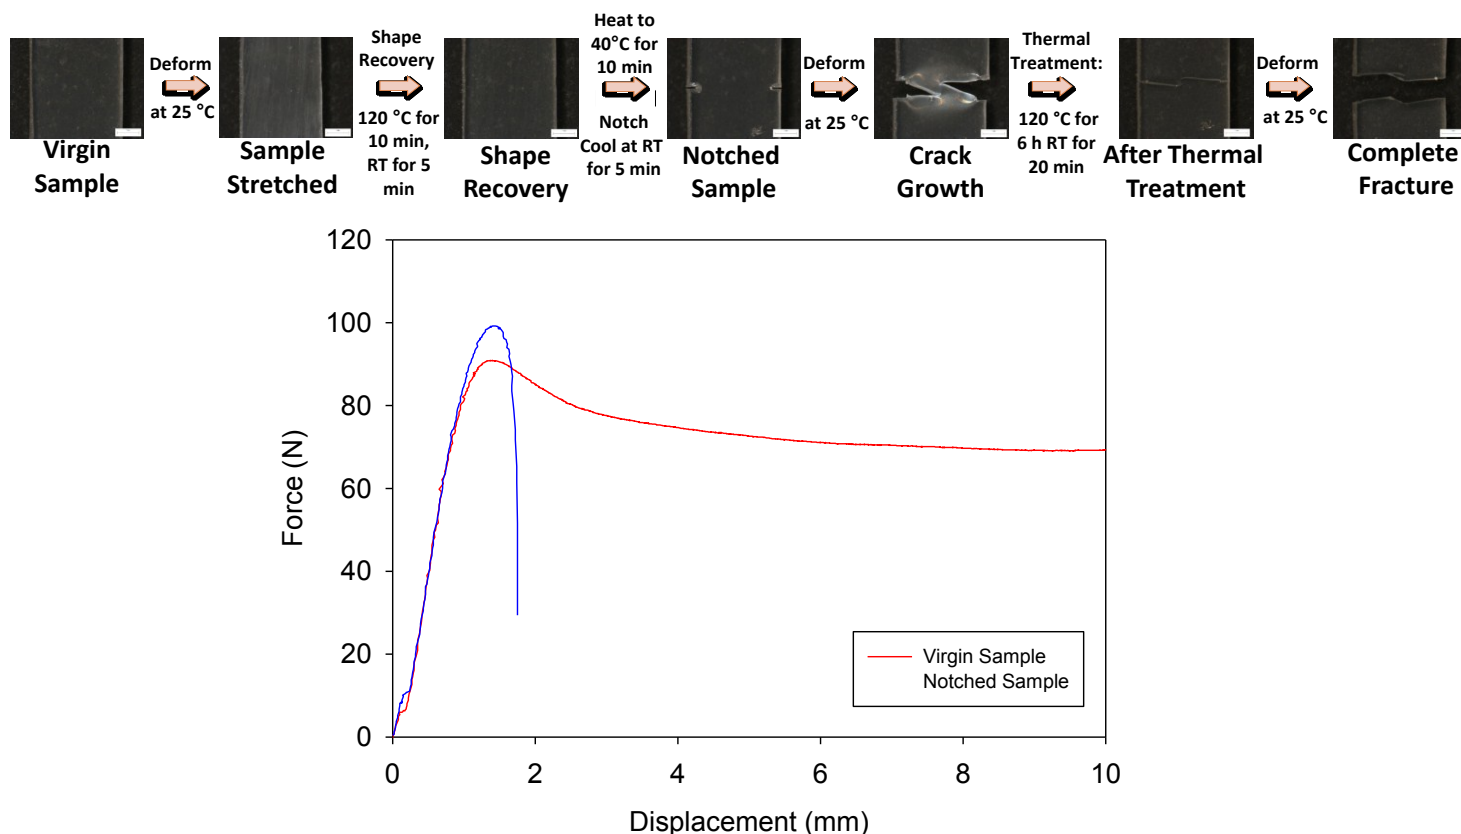 Deform
at 25 °C
Shape
Recovery
120 °C for
10 min,
RT for 5
min
Heat to
40°C for
10 min
Notch
Cool at RT
for 5 min
Deform
at 25 °C
Thermal
Treatment:
120 °C for
6 h RT for
20 min
Deform
at 25 °C
Virgin
Sample
Sample
Stretched
Shape
Recovery
Notched
Sample
Crack
Growth
After Thermal
Treatment
Complete
Fracture
120
100
80
60
40
20
0
Force (N)
0 2 4 6 8 10
Displacement (mm)
Virgin Sample
Notched Sample